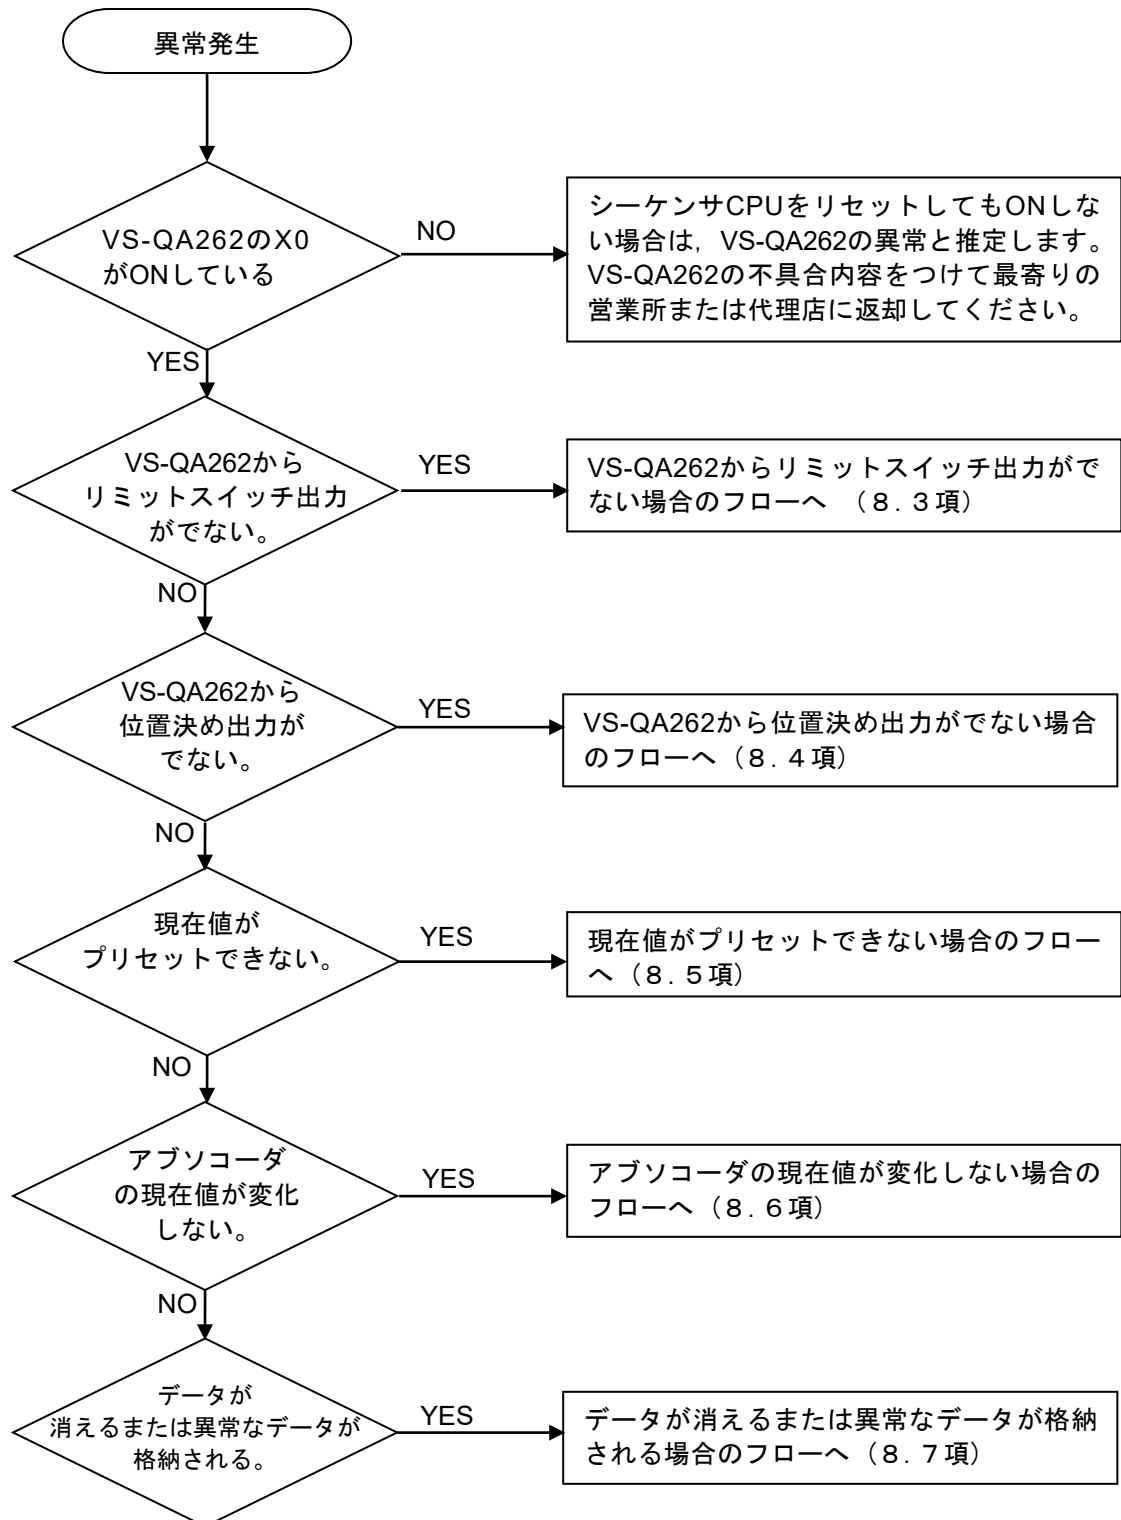 異常発生
VS-QA262のX0
がONしている
NO
シーケンサCPUをリセットしてもONしな
い場合は，VS-QA262の異常と推定します。
VS-QA262の不具合内容をつけて最寄りの
営業所または代理店に返却してください。
YES
VS-QA262から
リミットスイッチ出力
がでない。
YES
VS-QA262からリミットスイッチ出力がで
ない場合のフローへ （８．３項）
NO
VS-QA262から
位置決め出力が
でない。
YES
VS-QA262から位置決め出力がでない場合
のフローへ（８．４項）
NO
現在値が
プリセットできない。
YES
現在値がプリセットできない場合のフロー
へ（８．５項）
NO
アブソコーダ
の現在値が変化
しない。
YES
アブソコーダの現在値が変化しない場合の
フローへ（８．６項）
NO
データが
消えるまたは異常なデータが
格納される。
YES
データが消えるまたは異常なデータが格納
される場合のフローへ（８．７項）